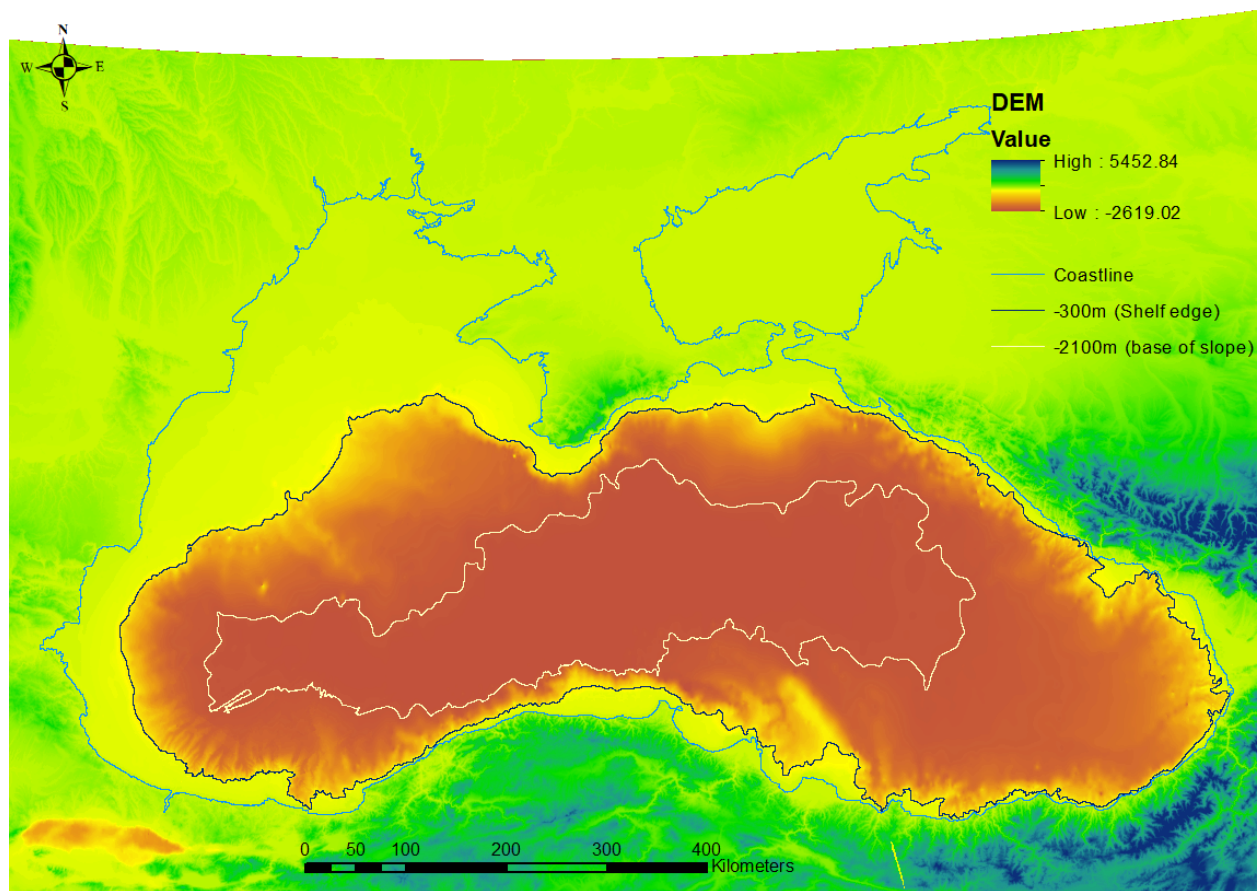 N
W E
S
DEM
Value
High : 5452.84
Low : -2619.02
Coastline
-300m (Shelf edge)
-2100m (base of slope)
0 50 100 200 300 400
Kilometers